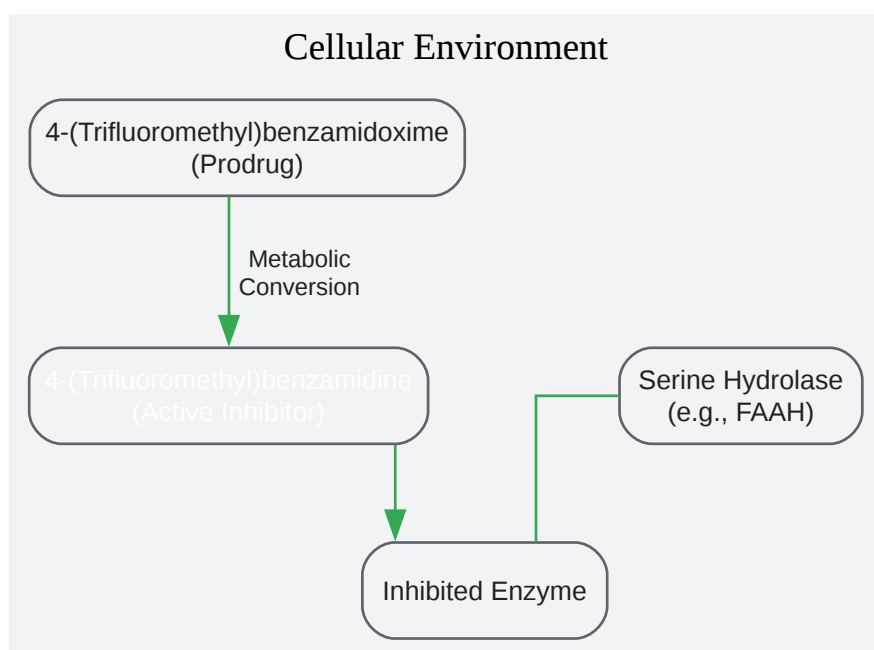 Cellular Environment
4-(Trifluoromethyl)benzamidoxime
(Prodrug)
Metabolic
Conversion
4-(Trifluoromethyl)benzamidine
(Active Inhibitor)
Serine Hydrolase
(e.g., FAAH)
Inhibited Enzyme